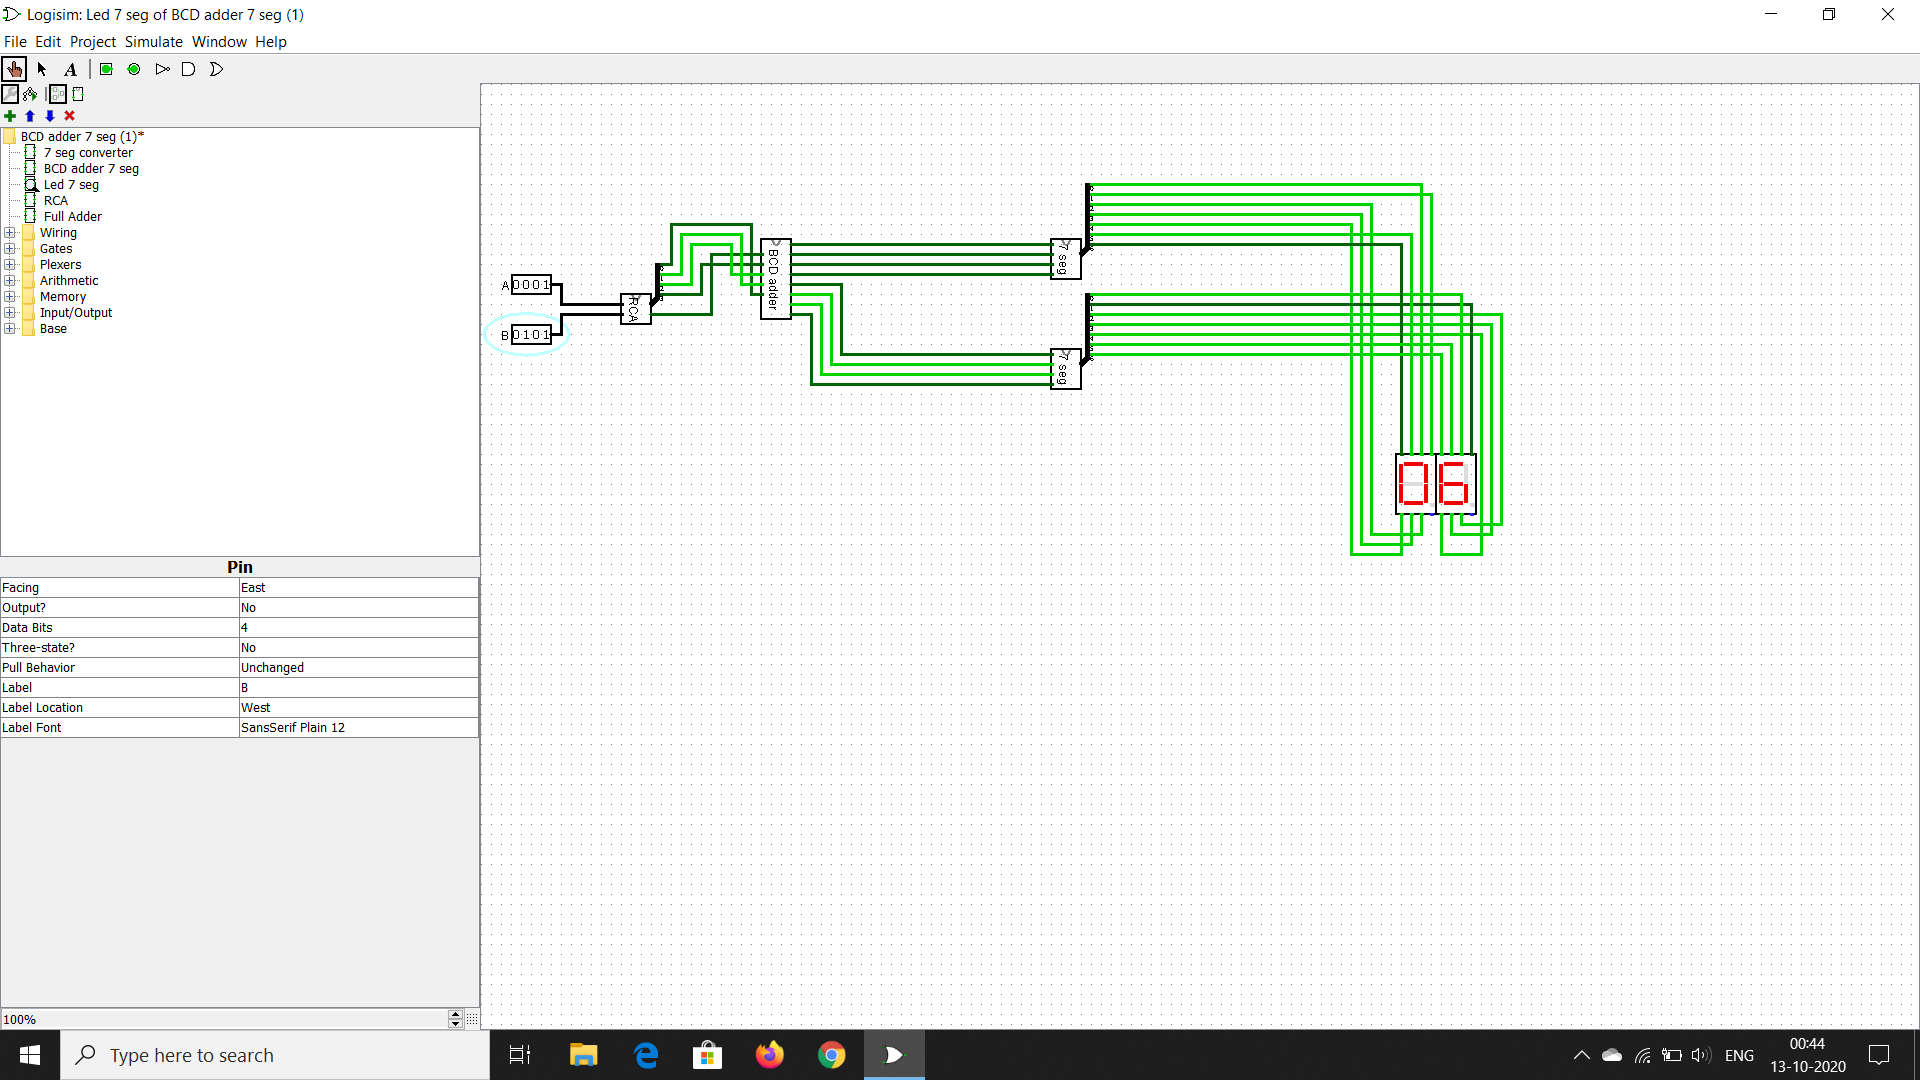 Logisim: Led 7 seg of BCD adder 7 seg (1)
File Edit Project Simulate Window Help
A
BCD adder 7 seg (1)*
7 seg converter
BCD adder 7 seg
Led 7 seg
RCA
Full Adder
Wiring
Gates
Plexers
Arithmetic
Memory
Input/Output
Base
Pin
Facing East
Output? No
Data Bits 4
Three-state? No
Pull Behavior Unchanged
Label B
Label Location West
Label Font SansSerif Plain 12
100%
A 0001
B 0101
RCA
BCD adder
7 seg
7 seg
06
Type here to search
ENG
00:44
13-10-2020